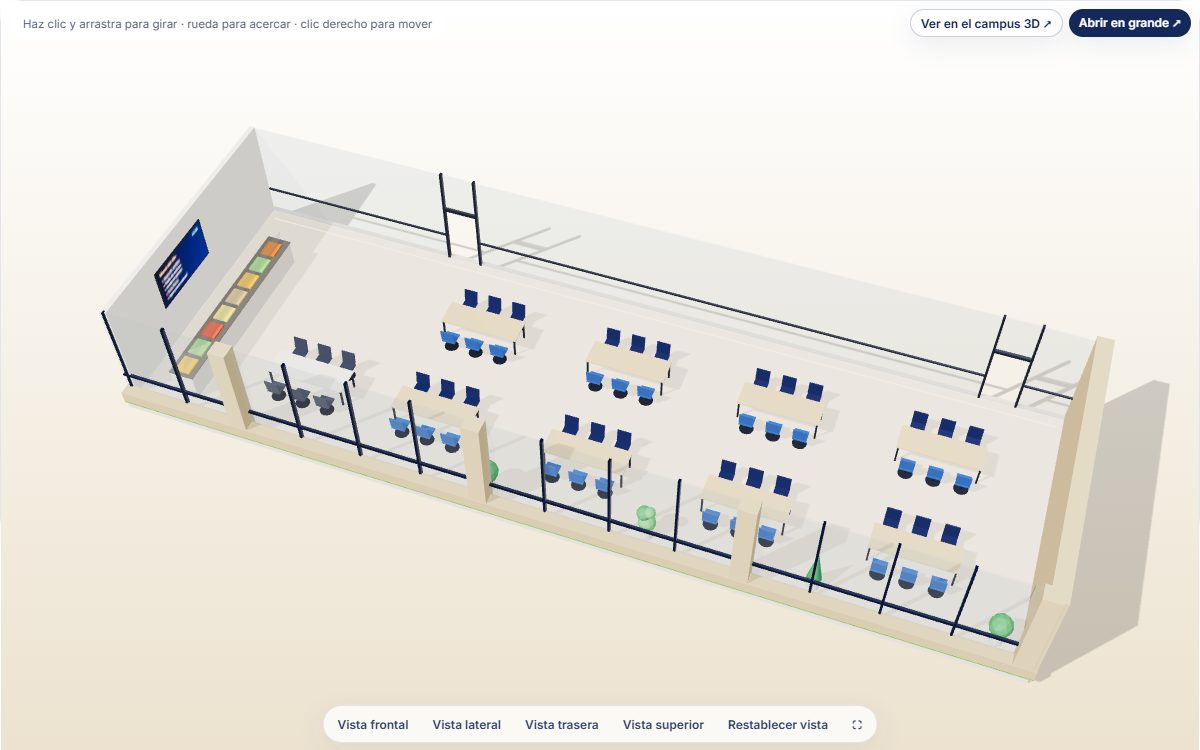 Haz clic y arrastra para girar · rueda para acercar · clic derecho para mover
Ver en el campus 3D ↗
Abrir en grande ↗
Vista frontal
Vista lateral
Vista trasera
Vista superior
Restablecer vista